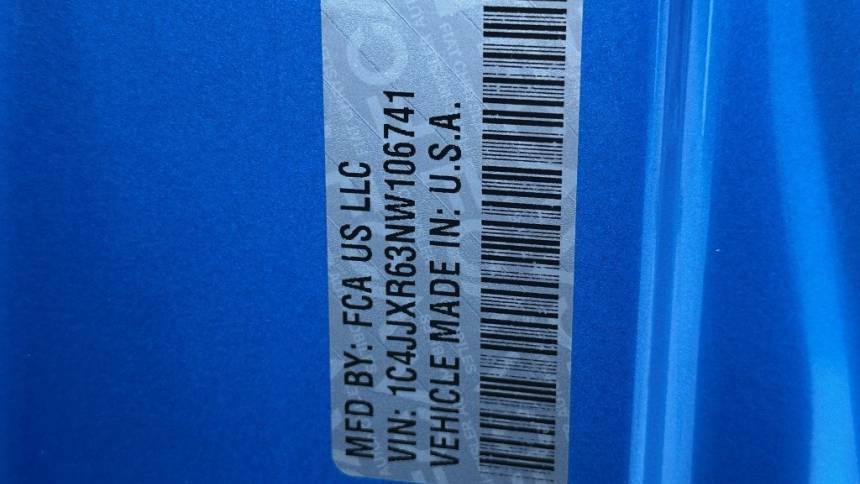 MFD BY: FCA US LLC
VIN: 1C4JJXR63NW106741
VEHICLE MADE IN: U.S.A.